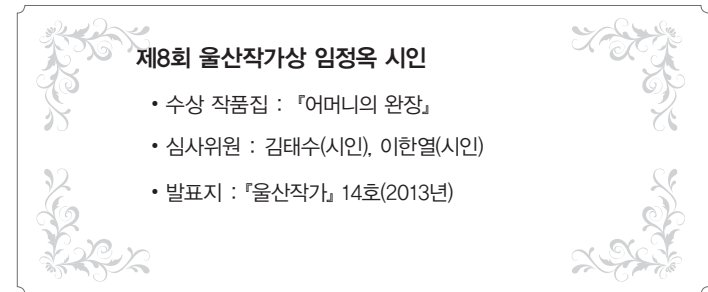 제8회 울산작가상 임정옥 시인
• 수상 작품집 : 『어머니의 완장』
• 심사위원 : 김태수(시인), 이한열(시인)
• 발표지 : 『울산작가』 14호(2013년)